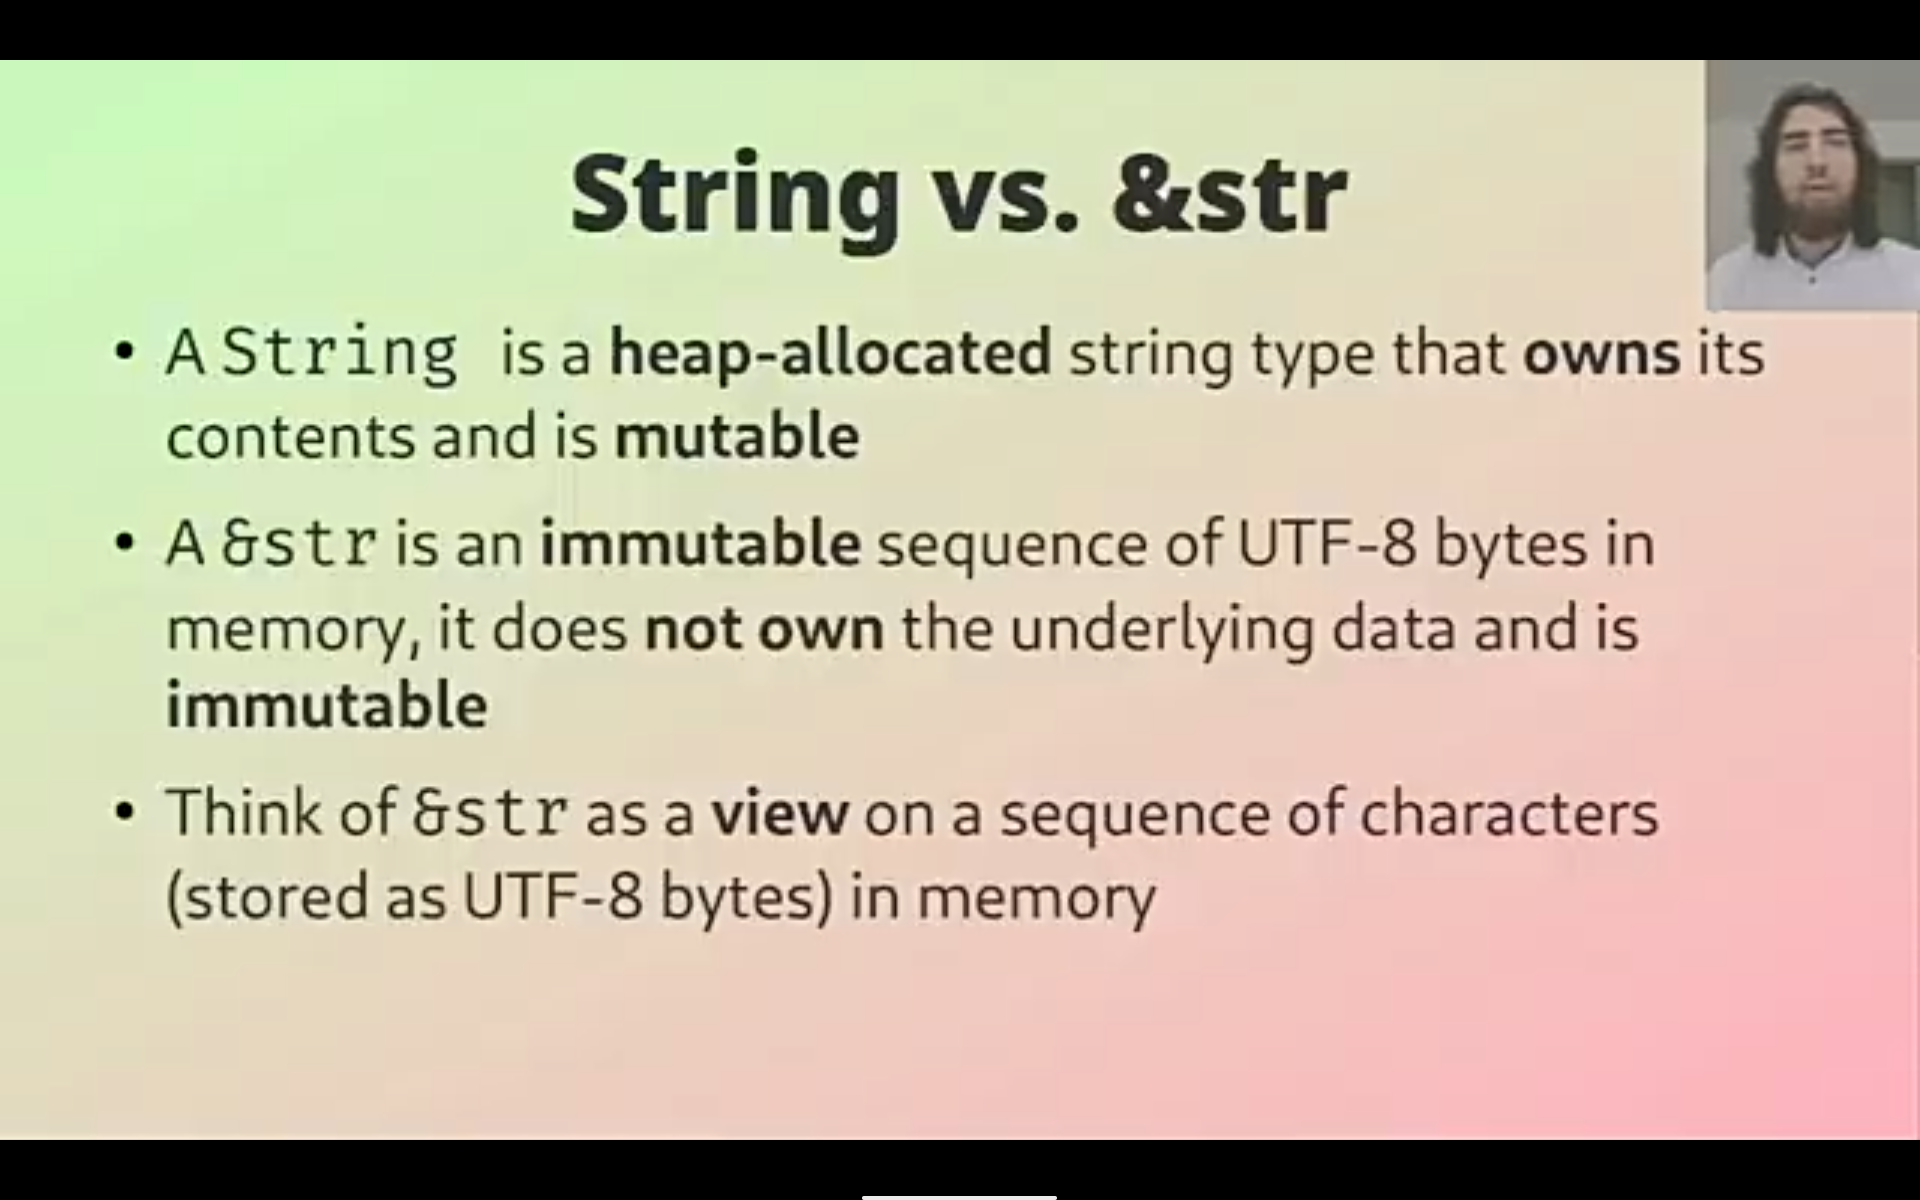 String vs. &str
• A String is a heap-allocated string type that owns its
contents and is mutable
• A &str is an immutable sequence of UTF-8 bytes in
memory, it does not own the underlying data and is
immutable
• Think of &str as a view on a sequence of characters
(stored as UTF-8 bytes) in memory